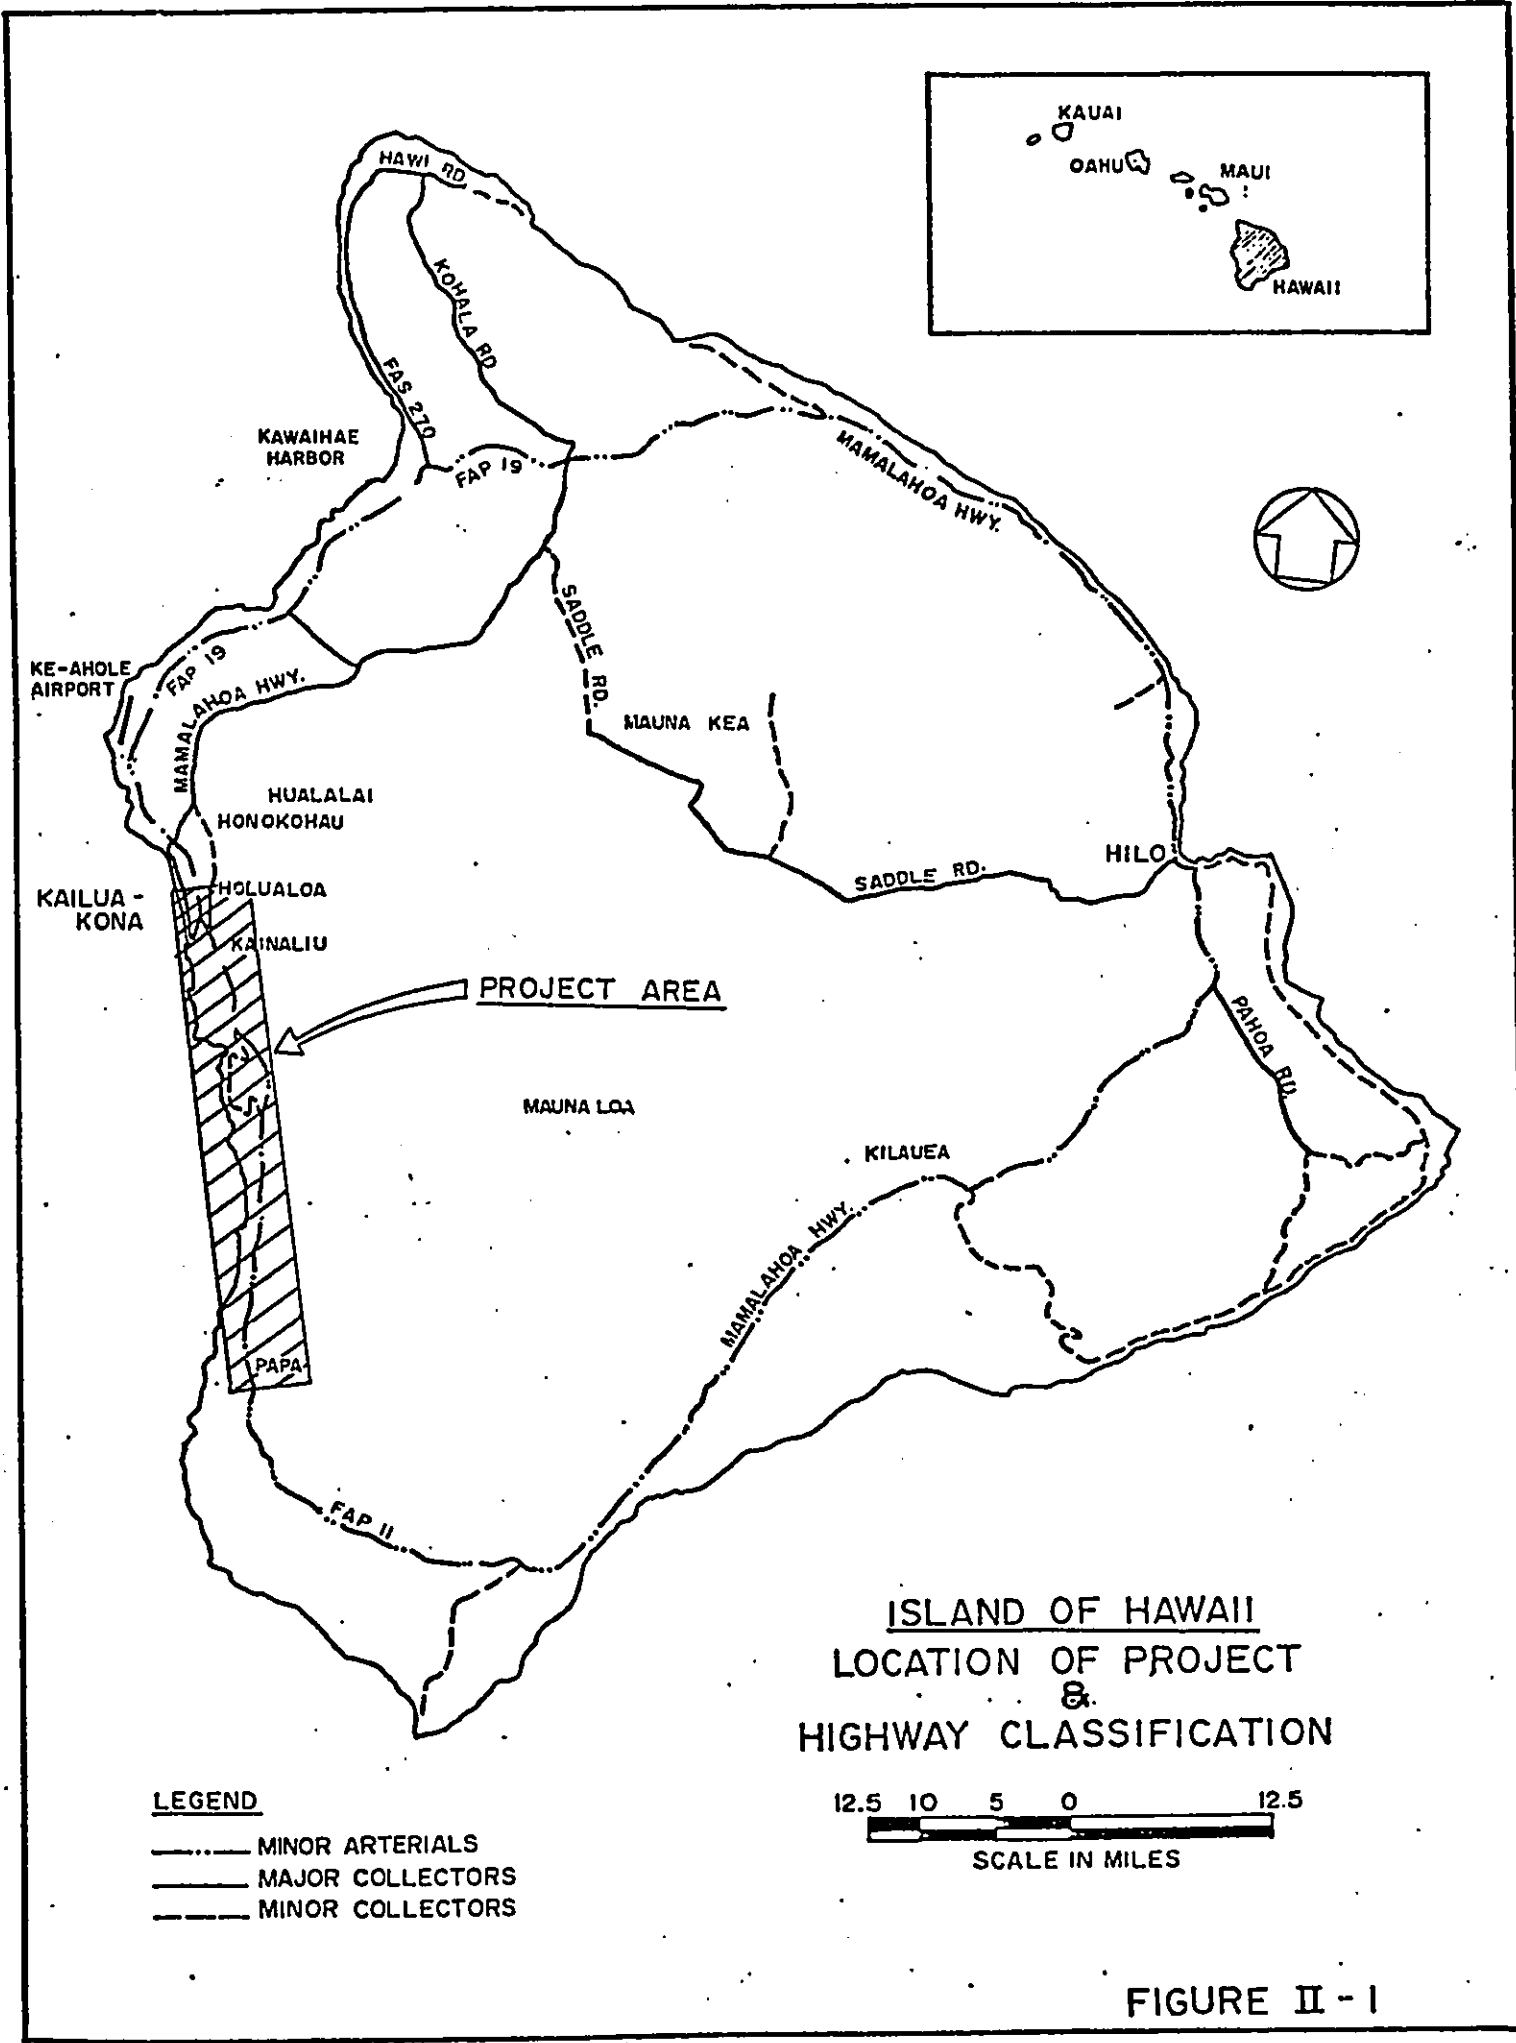 KAUAI
OAHU
MAUI
HAWAII
HAWI RD
KOHALA RD
FAS 270
KAWAIHAE
HARBOR
FAP 19
MAMALAHOA HWY.
SADDLE RD.
KE-AHOLE
AIRPORT
FAP 19
MAMALAHOA HWY.
MAUNA KEA
HUALALAI
HONOKOHAU
HILO
SADDLE RD.
HOLUALOA
KAILUA -
KONA
KAINALIU
PROJECT AREA
PAHOA RD.
MAUNA LOA
KILAUEA
MAMALAHOA HWY.
PAPA
FAP 11
ISLAND OF HAWAII
LOCATION OF PROJECT
&
HIGHWAY CLASSIFICATION
12.5 10 5 0 12.5
SCALE IN MILES
LEGEND
MINOR ARTERIALS
MAJOR COLLECTORS
MINOR COLLECTORS
FIGURE II - 1